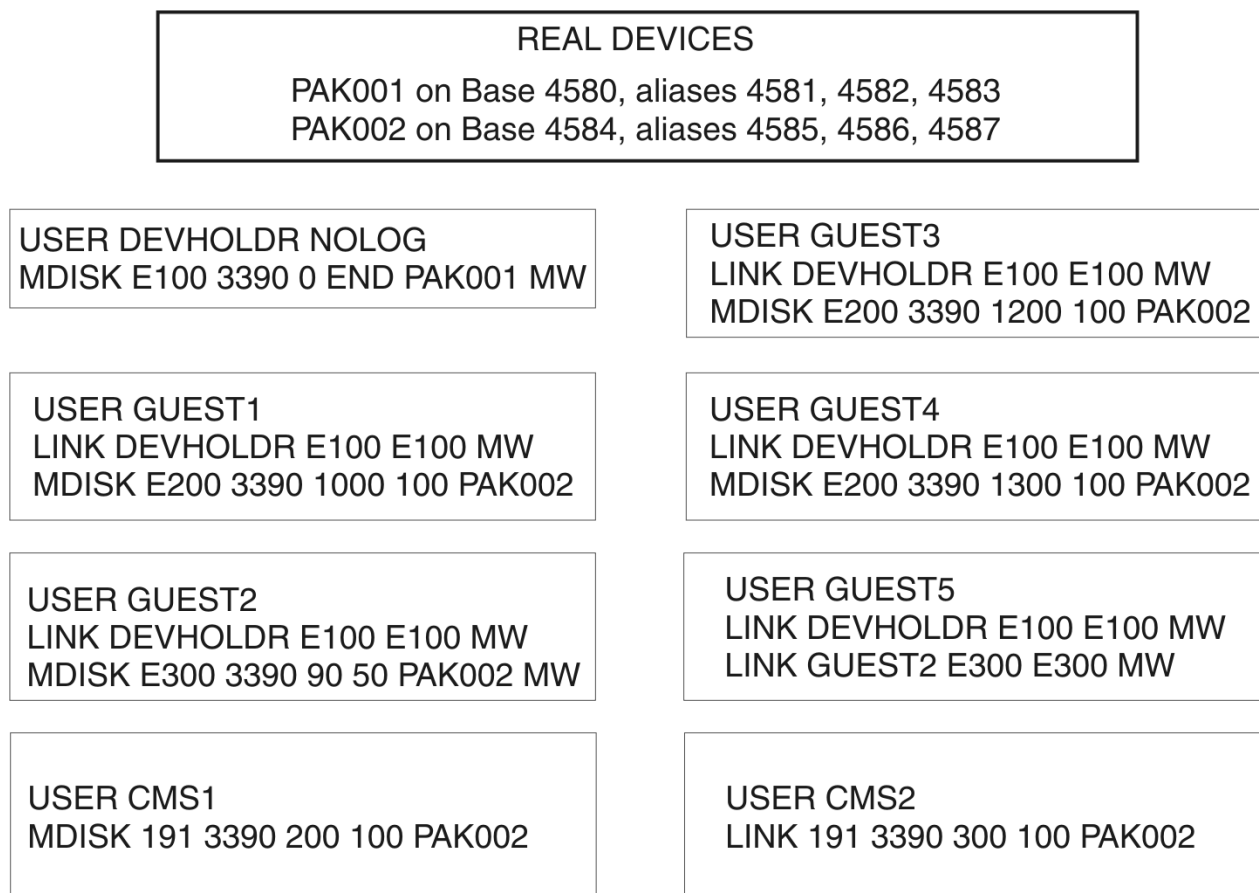 REAL DEVICES
PAK001 on Base 4580, aliases 4581, 4582, 4583
PAK002 on Base 4584, aliases 4585, 4586, 4587
USER DEVHOLDR NOLOG
MDISK E100 3390 0 END PAK001 MW
USER GUEST3
LINK DEVHOLDR E100 E100 MW
MDISK E200 3390 1200 100 PAK002
USER GUEST1
LINK DEVHOLDR E100 E100 MW
MDISK E200 3390 1000 100 PAK002
USER GUEST4
LINK DEVHOLDR E100 E100 MW
MDISK E200 3390 1300 100 PAK002
USER GUEST2
LINK DEVHOLDR E100 E100 MW
MDISK E300 3390 90 50 PAK002 MW
USER GUEST5
LINK DEVHOLDR E100 E100 MW
LINK GUEST2 E300 E300 MW
USER CMS1
MDISK 191 3390 200 100 PAK002
USER CMS2
LINK 191 3390 300 100 PAK002